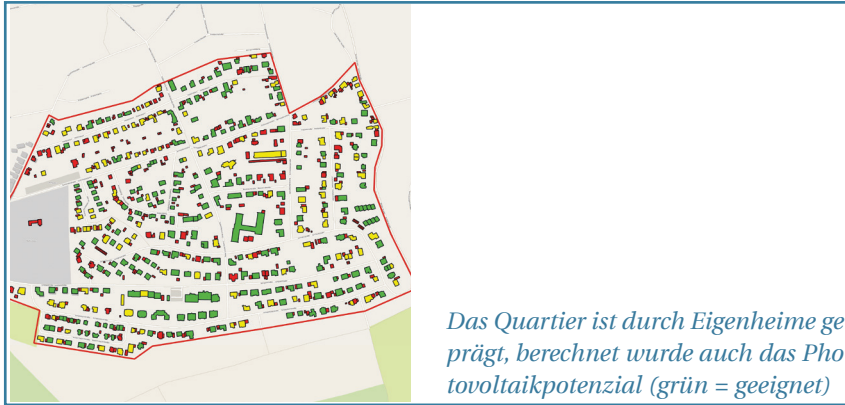 Das Quartier ist durch Eigenheime ge
prägt, berechnet wurde auch das Pho
tovoltaikpotenzial (grün = geeignet)